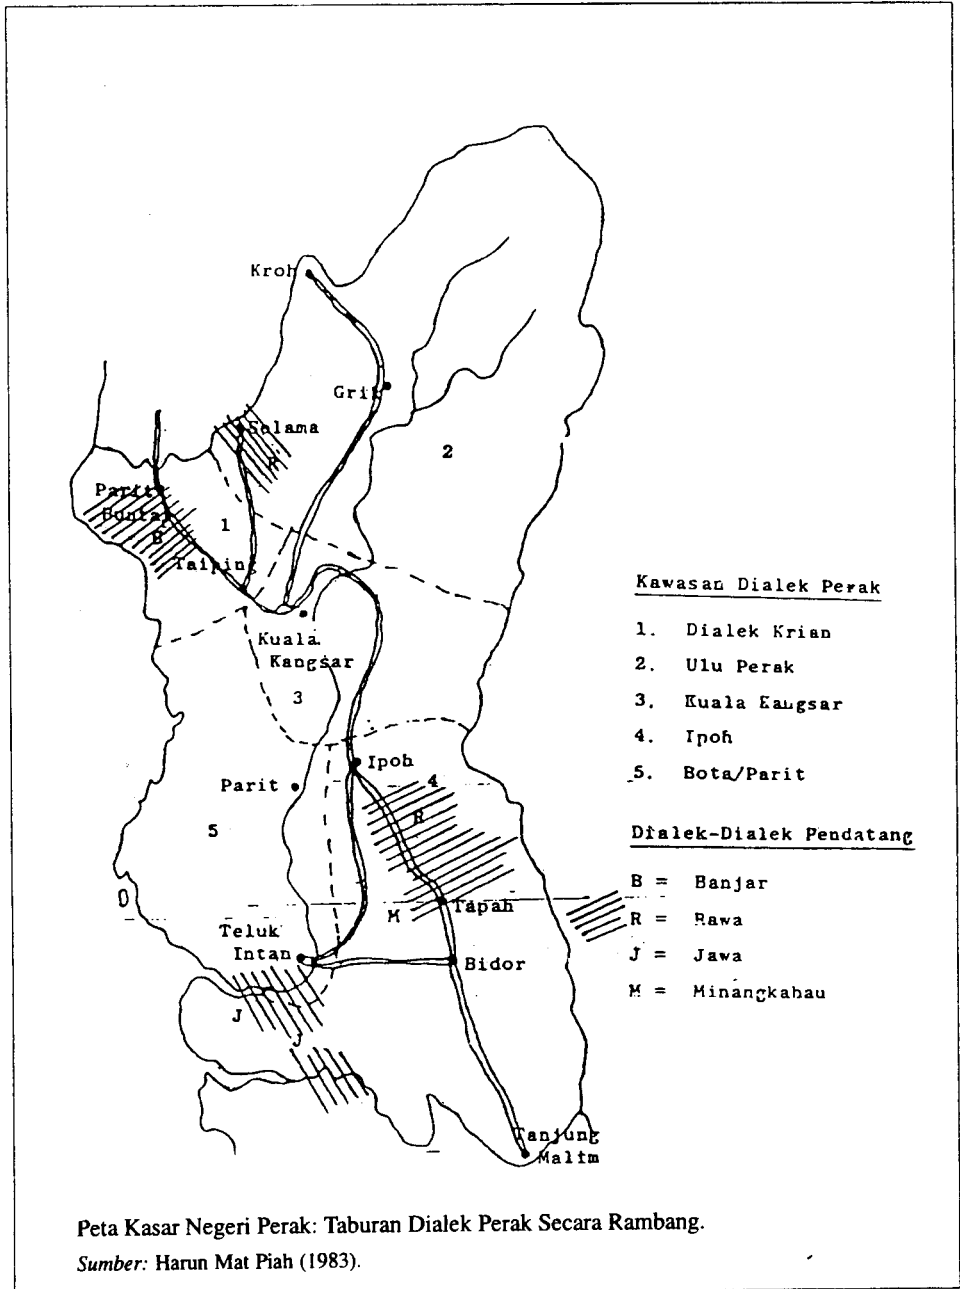 Kroh
Grik
Selama
R
2
Parit
Buntar
B
1
Taiping
Kuala
Kangsar
3
Ipoh
4
Parit
R
5
M
Tapah
Teluk
Intan
Bidor
J
J
Tanjung
Malim
Kawasan Dialek Perak
1. Dialek Krian
2. Ulu Perak
3. Kuala Kangsar
4. Ipoh
5. Bota/Parit
Dialek-Dialek Pendatang
B = Banjar
R = Rawa
J = Jawa
M = Minangkabau
Peta Kasar Negeri Perak: Taburan Dialek Perak Secara Rambang.
Sumber: Harun Mat Piah (1983).